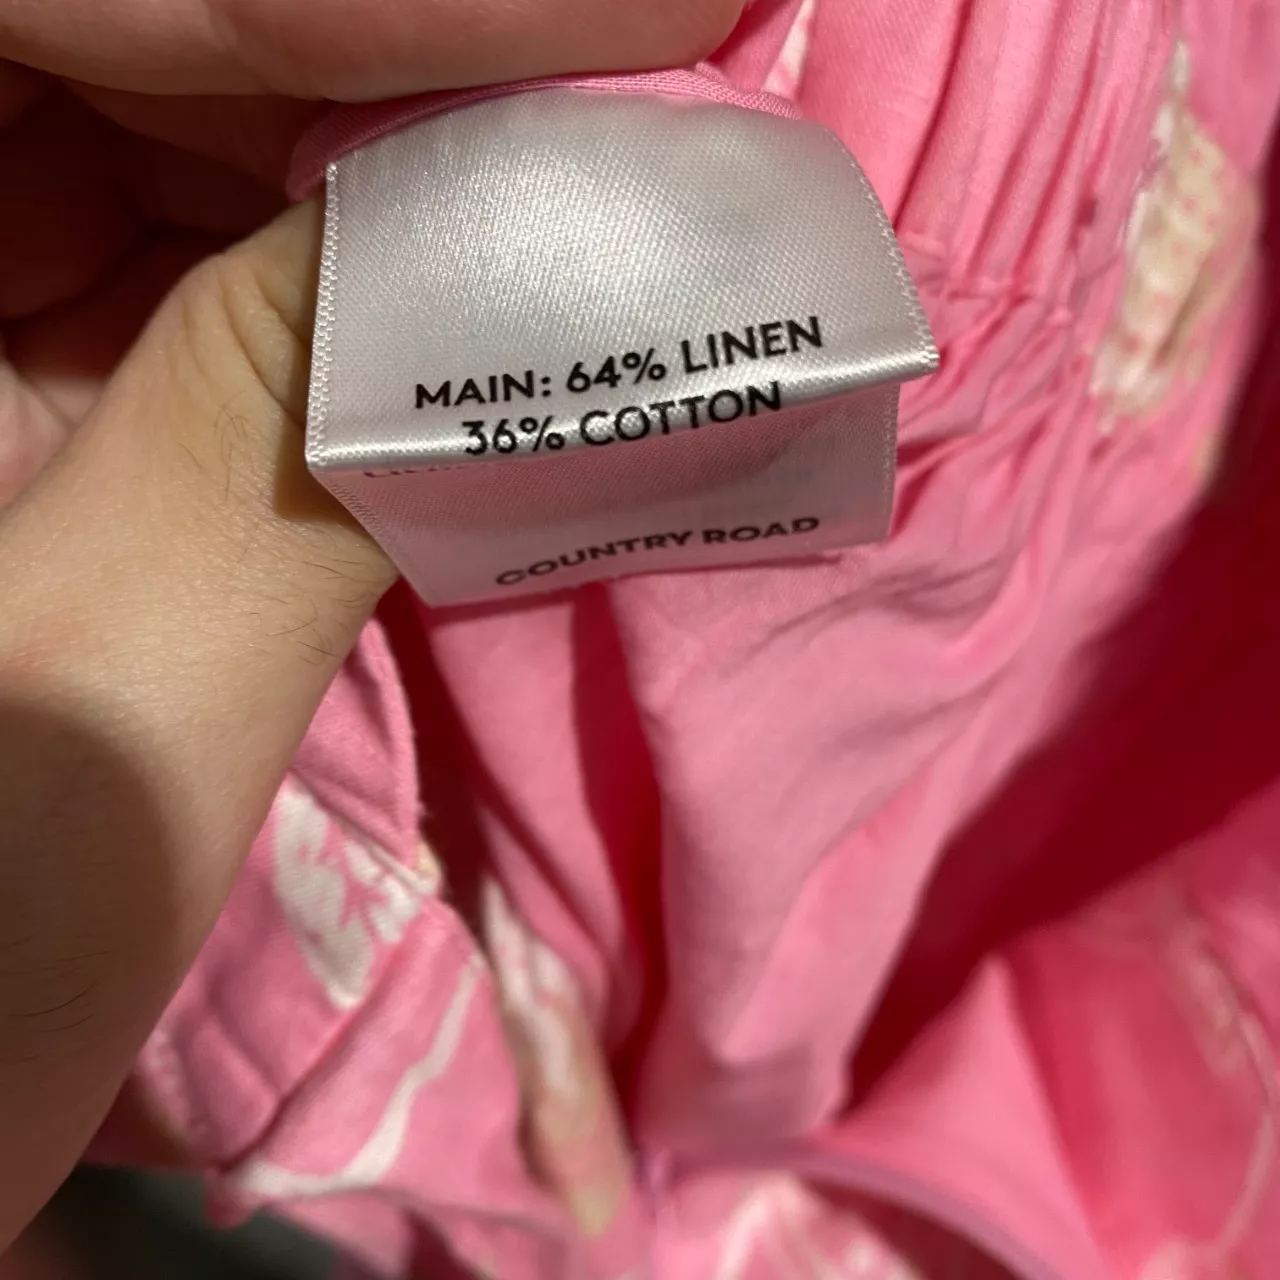 MAIN: 64% LINEN
36% COTTON
COUNTRY ROAD